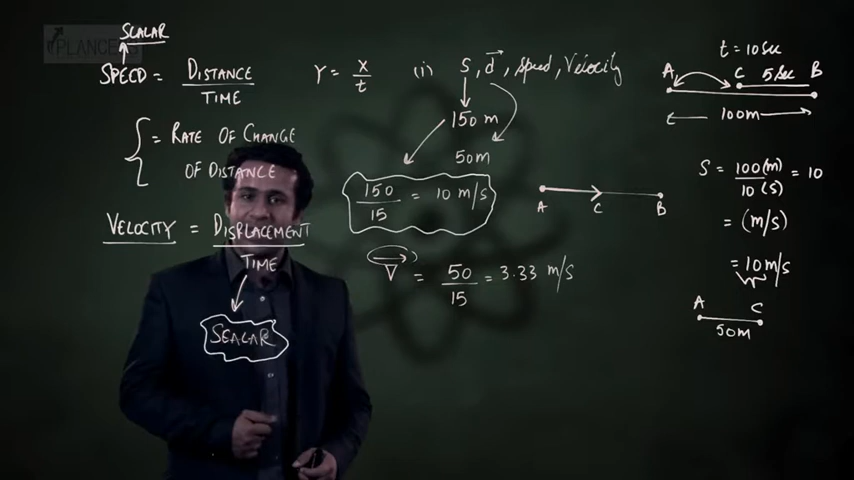 SCALAR
PLANCESS
SPEED = DISTANCE
TIME
= RATE OF CHANGE
OF DISTANCE
VELOCITY = DISPLACEMENT
TIME
SCALAR
r = x
t
(i) S, d, speed, Velocity
150 m
50m
150
15
= 10 m/s
V = 50
15
= 3.33 m/s
A C B
t = 10 Sec
A C 5 Sec B
100m
S = 100(m)
10 (s)
= 10
= (m/s)
= 10 m/s
A C
50m